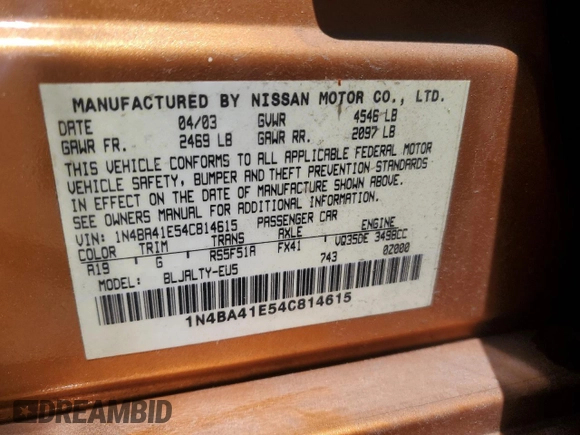 MANUFACTURED BY NISSAN MOTOR CO., LTD.
DATE 04/03 GVWR 4546 LB
GAWR FR. 2469 LB GAWR RR. 2097 LB
THIS VEHICLE CONFORMS TO ALL APPLICABLE FEDERAL MOTOR
VEHICLE SAFETY, BUMPER AND THEFT PREVENTION STANDARDS
IN EFFECT ON THE DATE OF MANUFACTURE SHOWN ABOVE.
SEE OWNERS MANUAL FOR ADDITIONAL INFORMATION.
VIN: 1N4BA41E54C814615 PASSENGER CAR
COLOR TRIM TRANS AXLE ENGINE
A19 G RS5F51A FX41 VQ35DE 3498CC
MODEL: BLJALTY-EU5 743 0Z000
1N4BA41E54C814615
DREAMBID